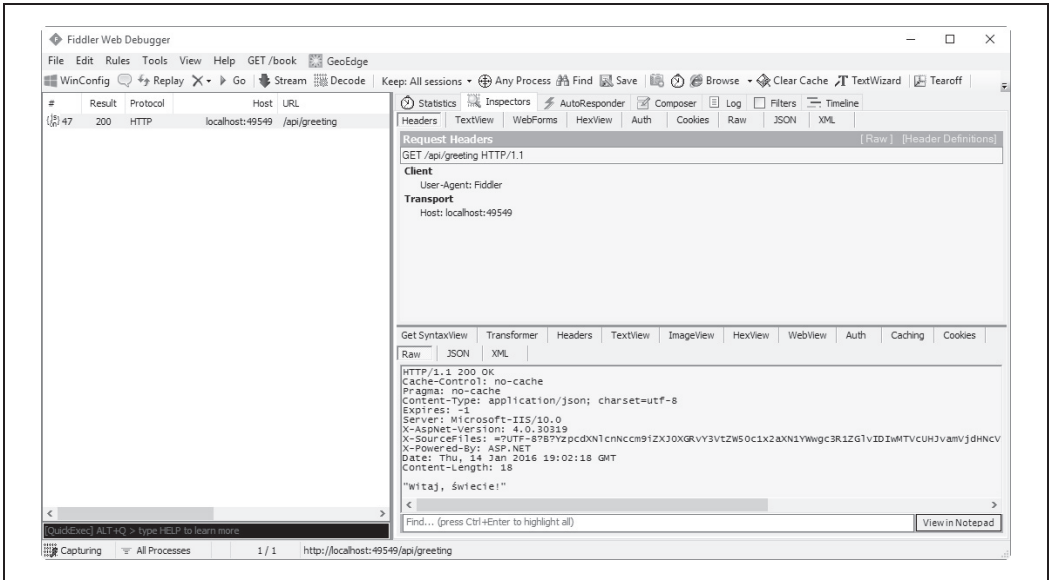 Fiddler Web Debugger
File Edit Rules Tools View Help GET /book GeoEdge
WinConfig Replay Go Stream Decode Keep: All sessions Any Process Find Save Browse Clear Cache TextWizard Tearoff
# Result Protocol Host URL
47 200 HTTP localhost:49549 /api/greeting
Statistics Inspectors AutoResponder Composer Log Filters Timeline
Headers TextView WebForms HexView Auth Cookies Raw JSON XML
Request Headers [ Raw ] [Header Definitions]
GET /api/greeting HTTP/1.1
Client
User-Agent: Fiddler
Transport
Host: localhost:49549
Get SyntaxView Transformer Headers TextView ImageView HexView WebView Auth Caching Cookies
Raw JSON XML
HTTP/1.1 200 OK
Cache-Control: no-cache
Pragma: no-cache
Content-Type: application/json; charset=utf-8
Expires: -1
Server: Microsoft-IIS/10.0
X-AspNet-Version: 4.0.30319
X-SourceFiles: =?UTF-8?B?
X-Powered-By: ASP.NET
Date: Thu, 14 Jan 2016 19:02:18 GMT
Content-Length: 18
"Witaj, świecie!"
Find... (press Ctrl+Enter to highlight all) View in Notepad
[QuickExec] ALT+Q > type HELP to learn more
Capturing All Processes 1 / 1 http://localhost:49549/api/greeting